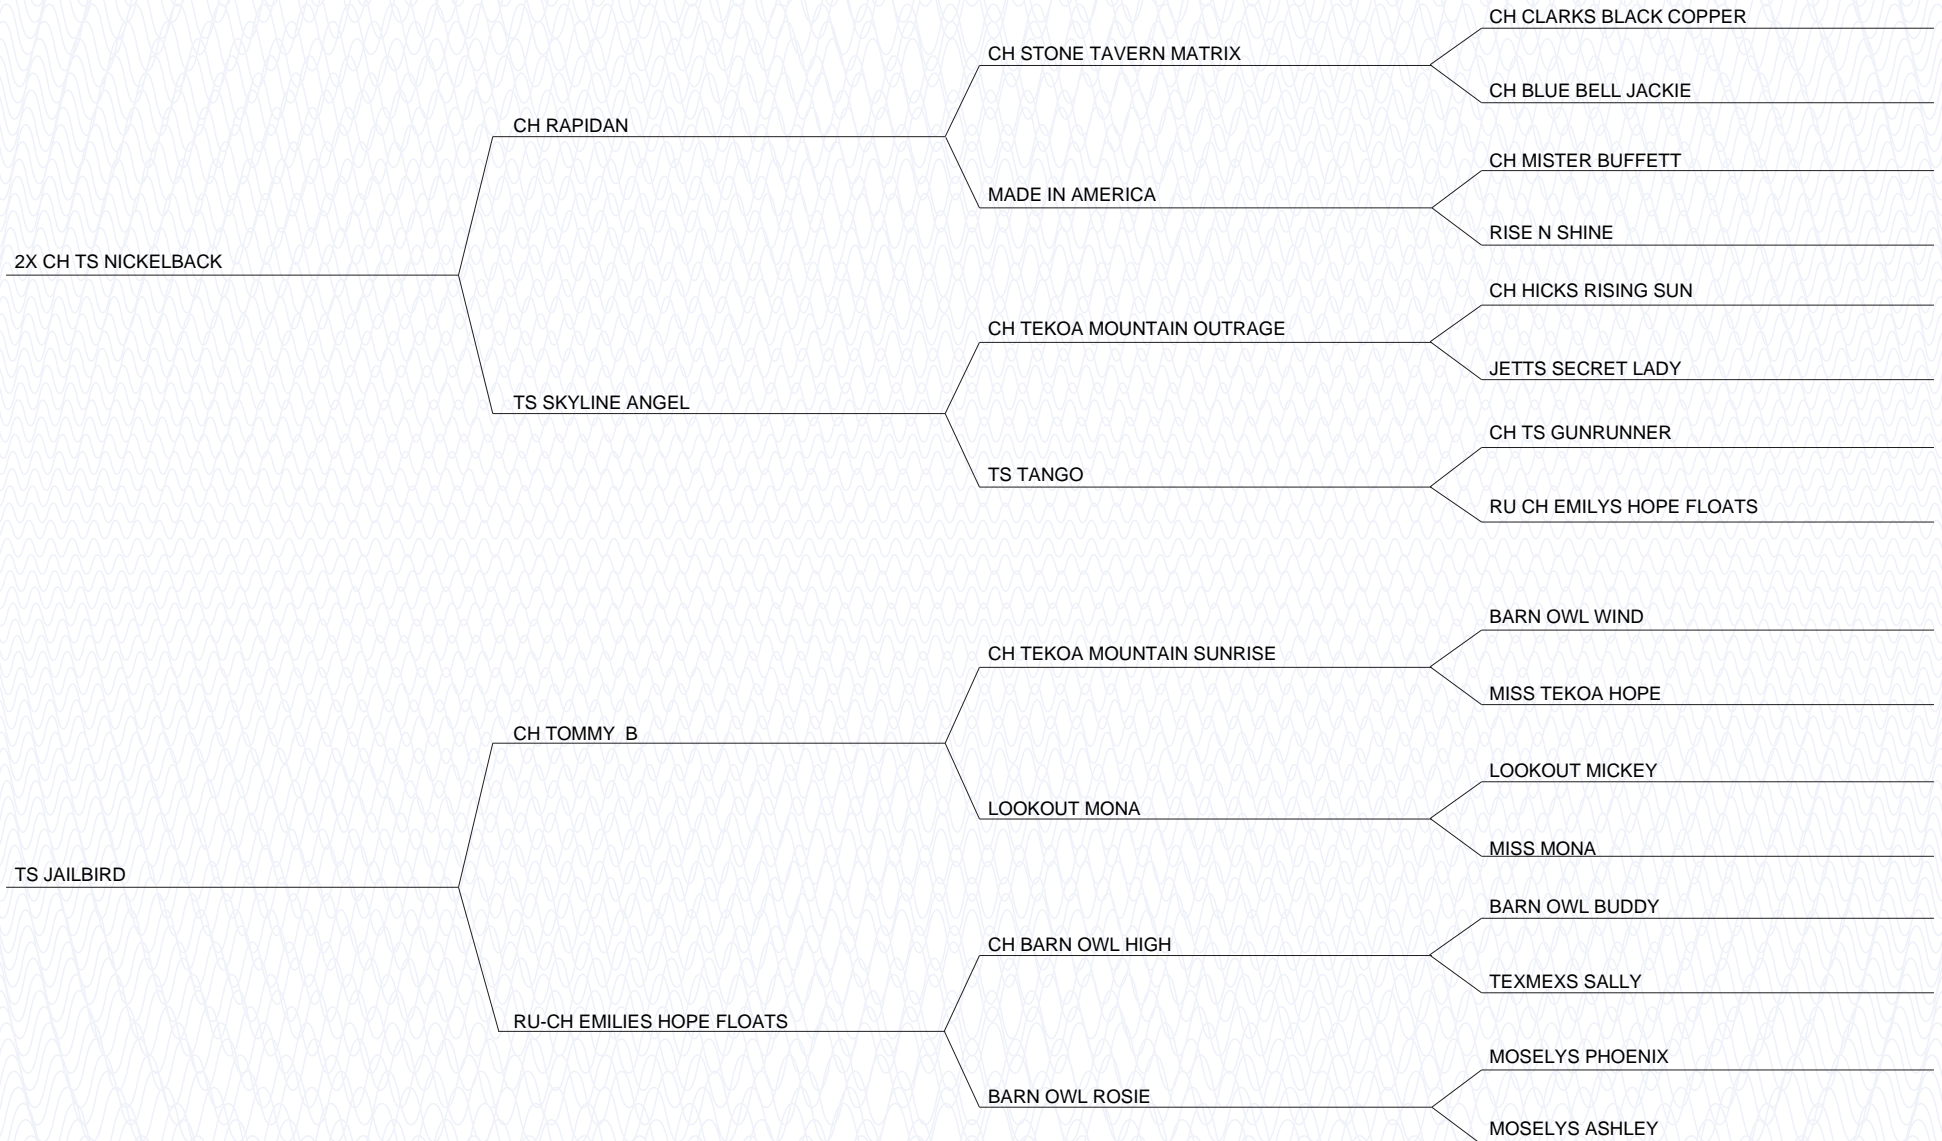 CH CLARKS BLACK COPPER
CH STONE TAVERN MATRIX
CH BLUE BELL JACKIE
CH RAPIDAN
CH MISTER BUFFETT
MADE IN AMERICA
RISE N SHINE
2X CH TS NICKELBACK
CH HICKS RISING SUN
CH TEKOA MOUNTAIN OUTRAGE
JETTS SECRET LADY
TS SKYLINE ANGEL
CH TS GUNRUNNER
TS TANGO
RU CH EMILYS HOPE FLOATS
BARN OWL WIND
CH TEKOA MOUNTAIN SUNRISE
MISS TEKOA HOPE
CH TOMMY  B
LOOKOUT MICKEY
LOOKOUT MONA
MISS MONA
TS JAILBIRD
BARN OWL BUDDY
CH BARN OWL HIGH
TEXMEXS SALLY
RU-CH EMILIES HOPE FLOATS
MOSELYS PHOENIX
BARN OWL ROSIE
MOSELYS ASHLEY